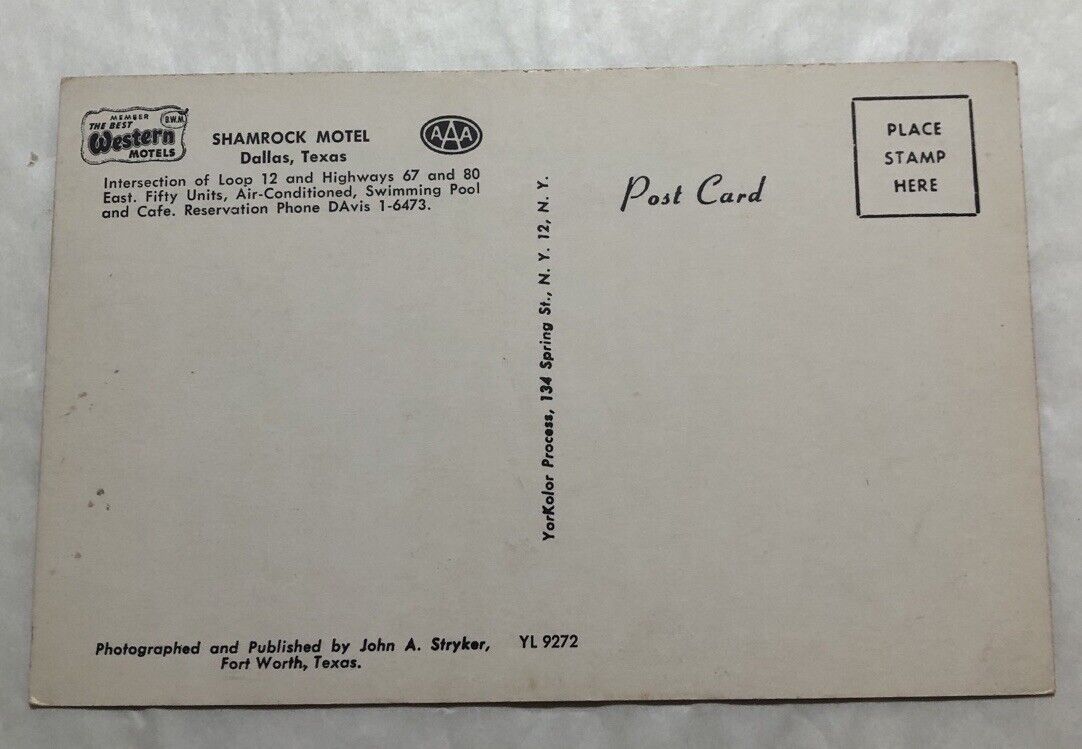 MEMBER
B.W.M.
THE BEST
Western
MOTELS
SHAMROCK MOTEL
Dallas, Texas
AAA
Intersection of Loop 12 and Highways 67 and 80
East. Fifty Units, Air-Conditioned, Swimming Pool
and Cafe. Reservation Phone DAvis 1-6473.
Photographed and Published by John A. Stryker,
Fort Worth, Texas.
YL 9272
YorKolor Process, 134 Spring St., N. Y. 12, N. Y.
Post Card
PLACE
STAMP
HERE